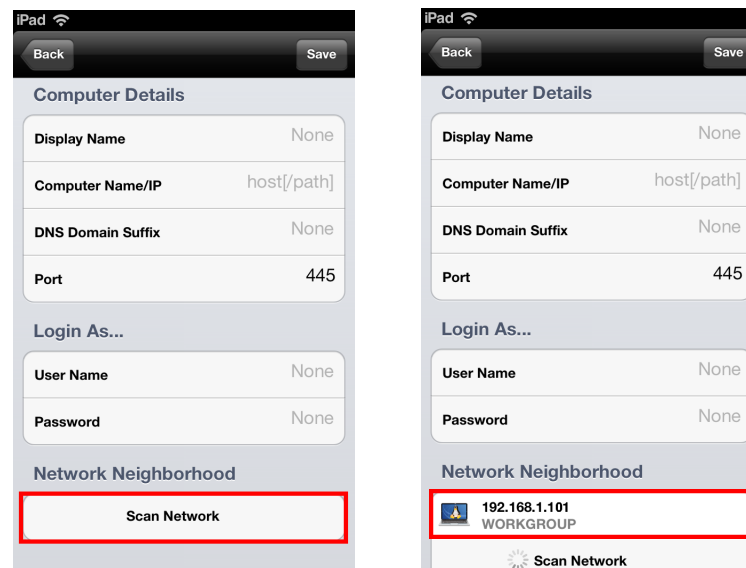 iPad
Back Save
Computer Details
Display Name None
Computer Name/IP host[/path]
DNS Domain Suffix None
Port 445
Login As...
User Name None
Password None
Network Neighborhood
Scan Network
iPad
Back Save
Computer Details
Display Name None
Computer Name/IP host[/path]
DNS Domain Suffix None
Port 445
Login As...
User Name None
Password None
Network Neighborhood
192.168.1.101
WORKGROUP
Scan Network